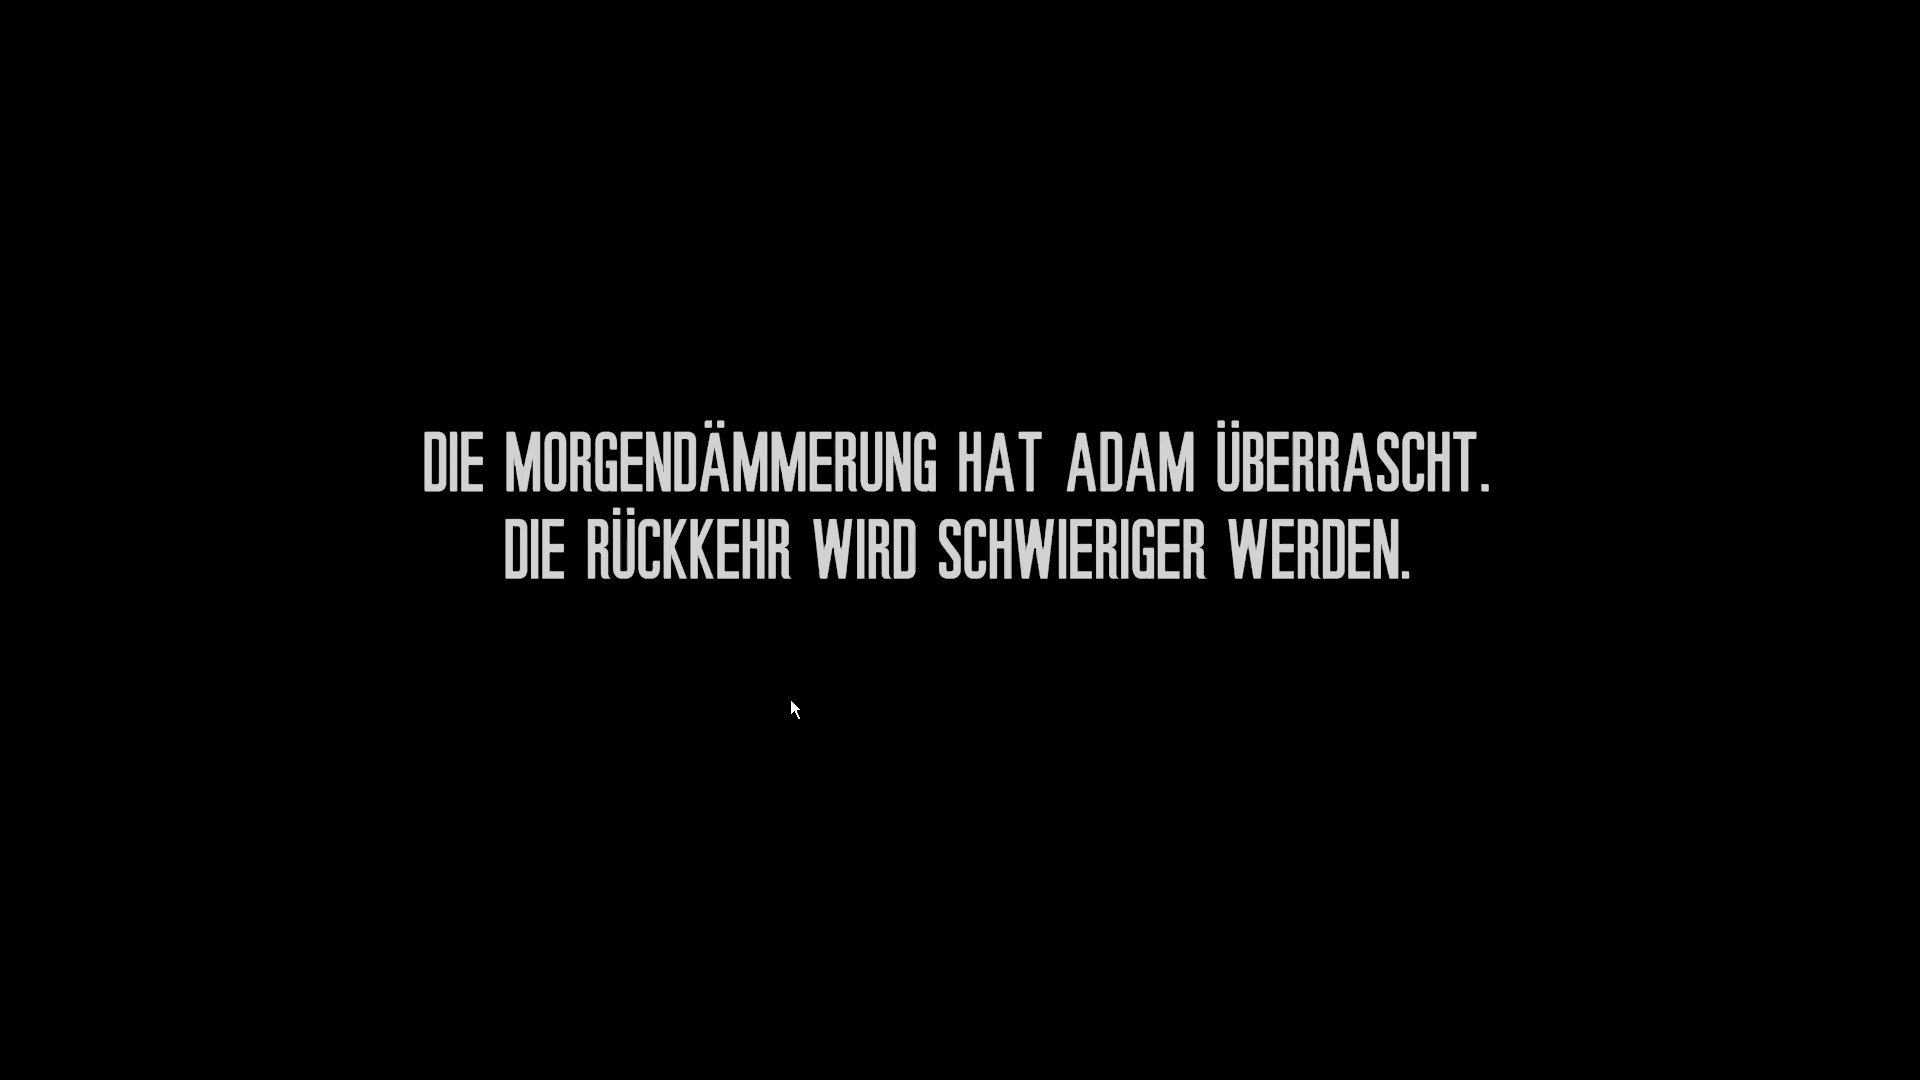 DIE MORGENDÄMMERUNG HAT ADAM ÜBERRASCHT.
DIE RÜCKKEHR WIRD SCHWIERIGER WERDEN.